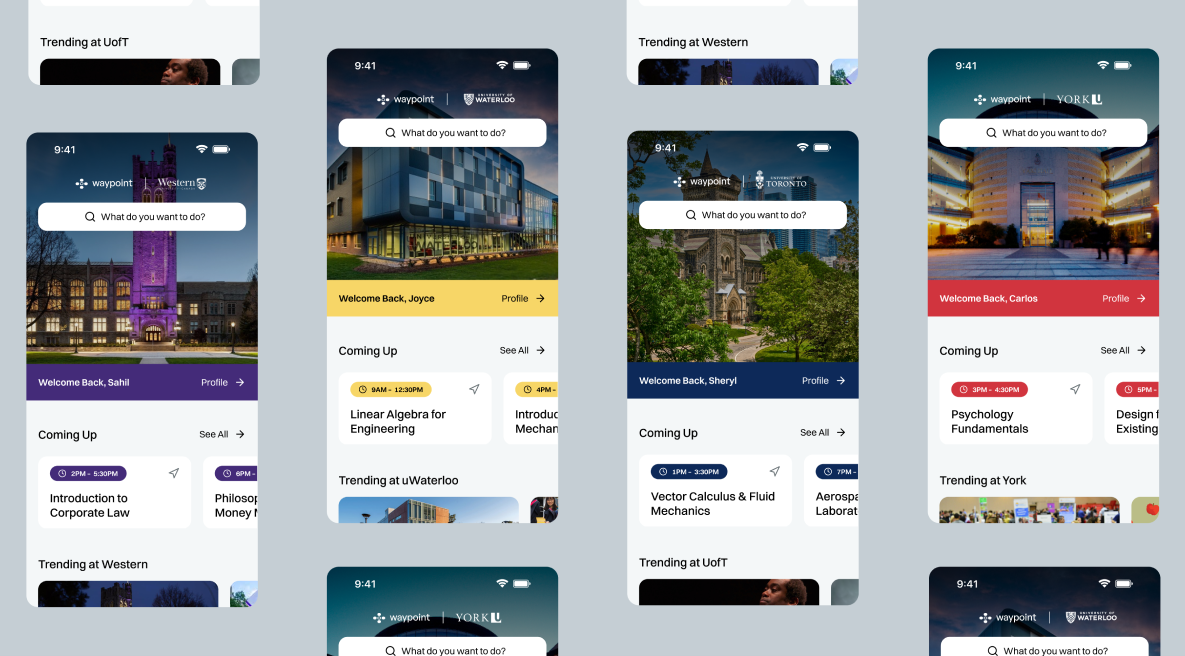 Trending at UofT
9:41
waypoint
Western
What do you want to do?
Welcome Back, Sahil
Profile
Coming Up
See All
2PM - 5:30PM
Introduction to
Corporate Law
6PM -
Philosop
Money M
Trending at Western
9:41
waypoint
UNIVERSITY OF
WATERLOO
What do you want to do?
Welcome Back, Joyce
Profile
Coming Up
See All
9AM - 12:30PM
Linear Algebra for
Engineering
4PM -
Introduc
Mechan
Trending at uWaterloo
9:41
waypoint
YORK U
What do you want to do?
Trending at Western
9:41
waypoint
UNIVERSITY OF
TORONTO
What do you want to do?
Welcome Back, Sheryl
Profile
Coming Up
See All
1PM - 3:30PM
Vector Calculus & Fluid
Mechanics
7PM -
Aerospa
Laborat
Trending at UofT
9:41
waypoint
YORK U
What do you want to do?
Welcome Back, Carlos
Profile
Coming Up
See All
3PM - 4:30PM
Psychology
Fundamentals
5PM -
Design f
Existing
Trending at York
9:41
waypoint
UNIVERSITY OF
WATERLOO
What do you want to do?